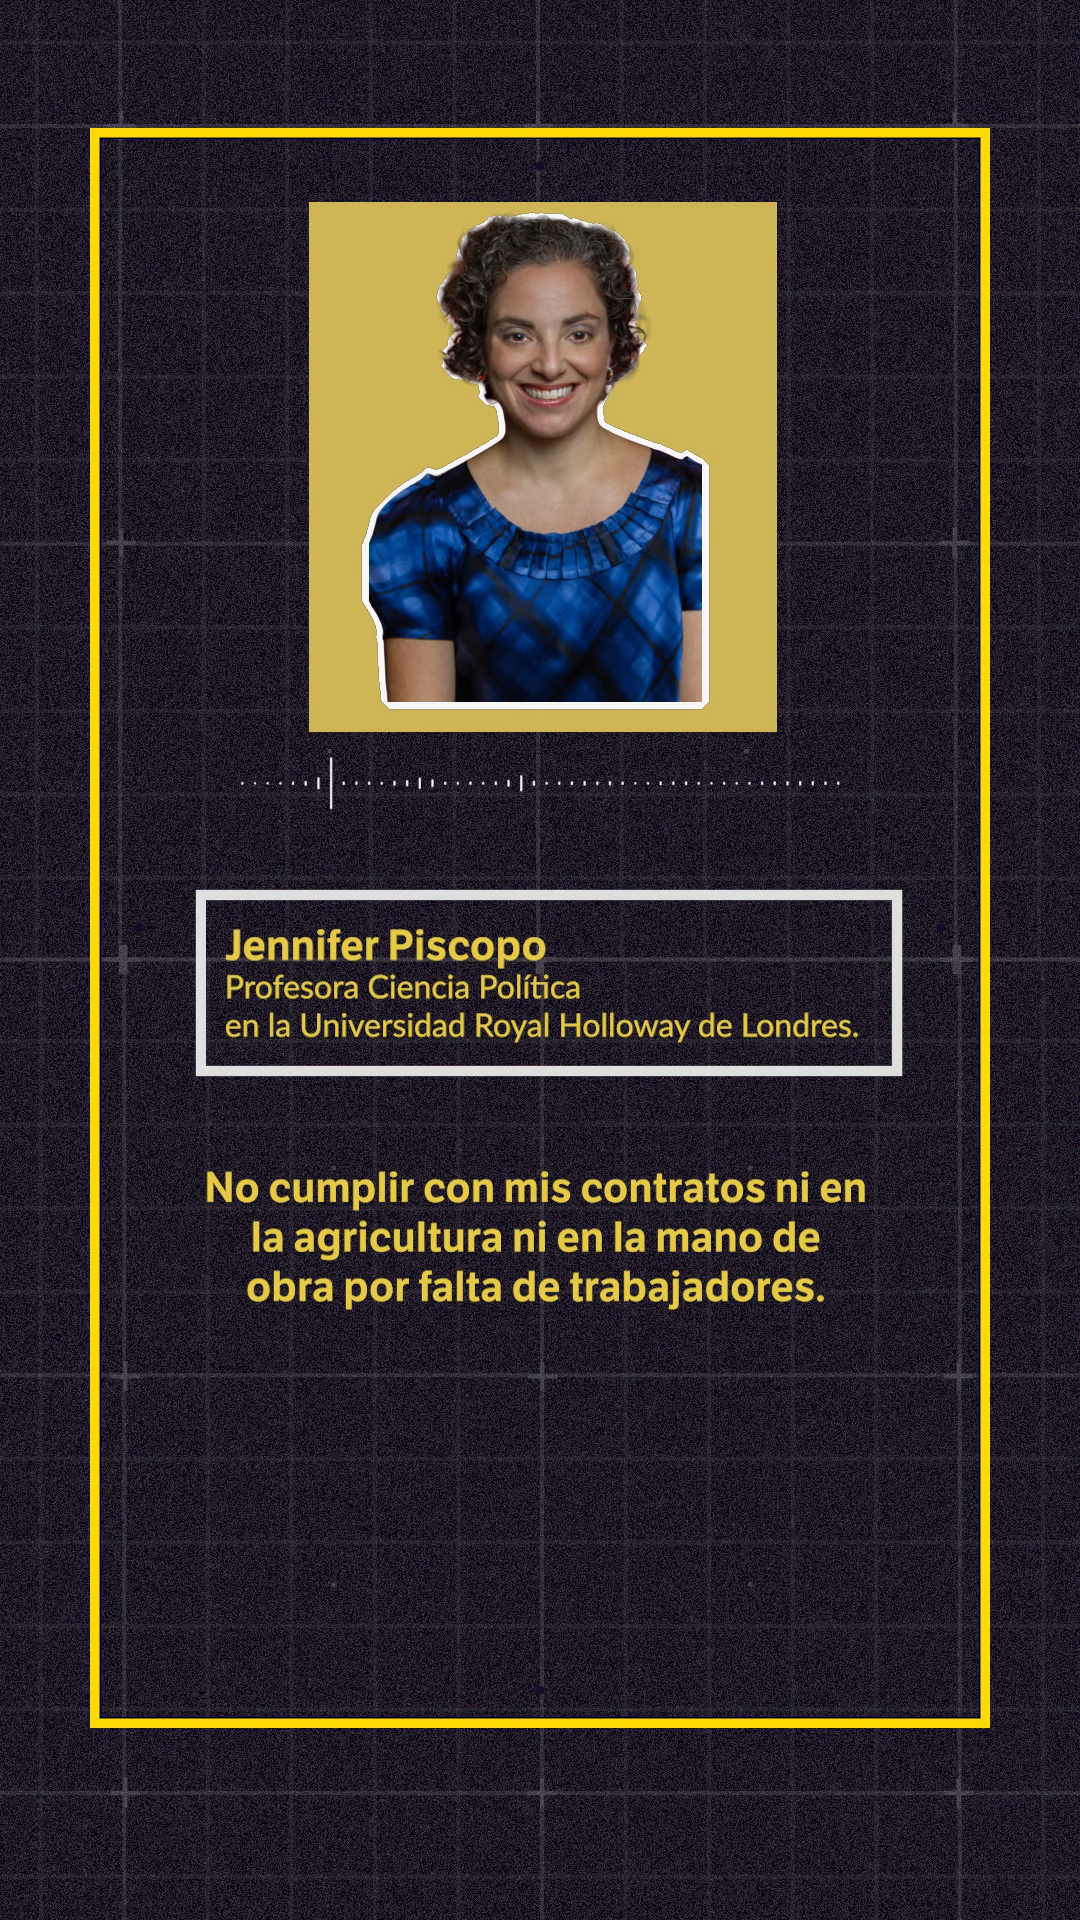 Jennifer Piscopo
Profesora Ciencia Política
en la Universidad Royal Holloway de Londres.
No cumplir con mis contratos ni en
la agricultura ni en la mano de
obra por falta de trabajadores.